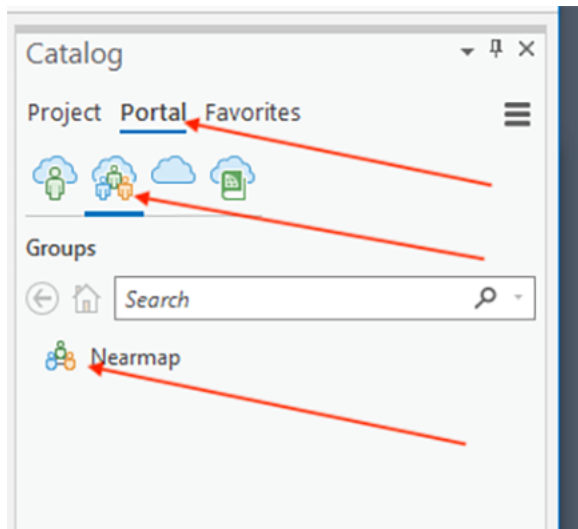 Catalog
Project Portal Favorites
Groups
Search
Nearmap